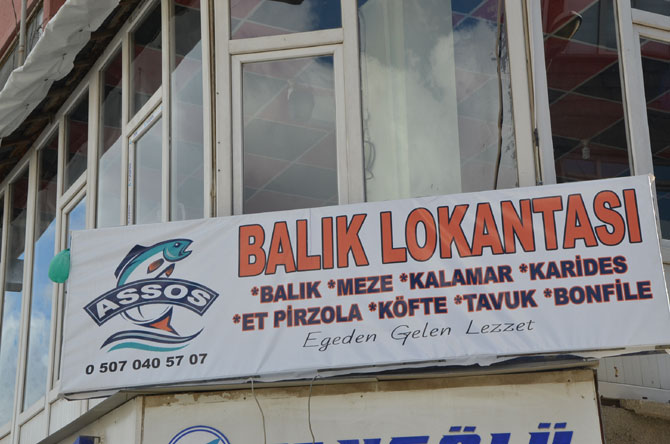 BALIK LOKANTASI
*BALIK *MEZE *KALAMAR *KARİDES
*ET PİRZOLA *KÖFTE *TAVUK *BONFİLE
Egeden Gelen Lezzet
ASSOS
0 507 040 57 07